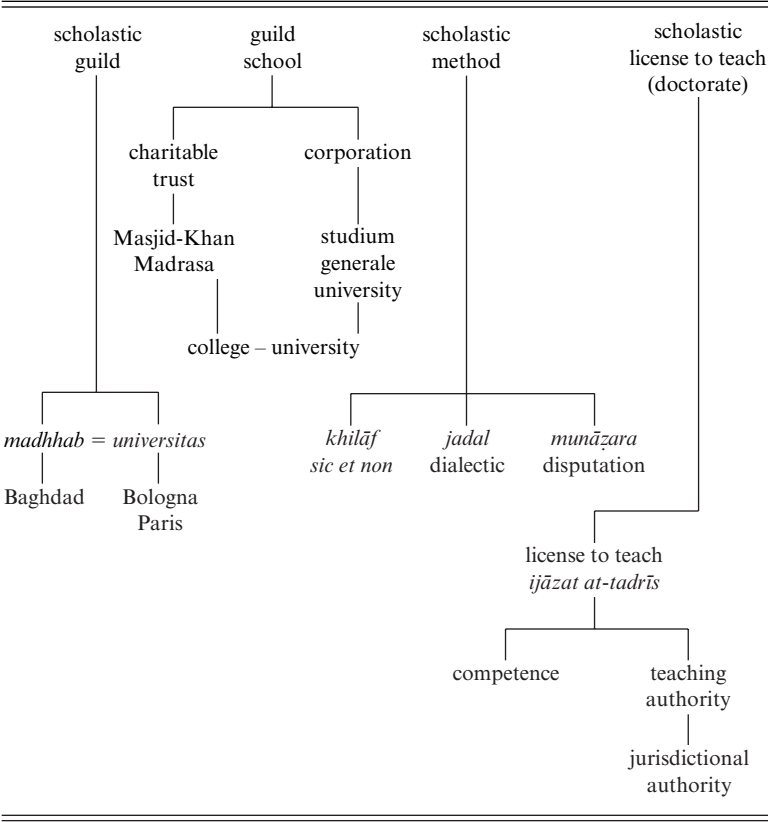 scholastic
guild
guild
school
scholastic
method
scholastic
license to teach
(doctorate)
charitable
trust
corporation
Masjid-Khan
Madrasa
studium
generale
university
college – university
madhhab = universitas
khilāf
sic et non
jadal
dialectic
munāẓara
disputation
Baghdad
Bologna
Paris
license to teach
ijāzat at-tadrīs
competence
teaching
authority
jurisdictional
authority